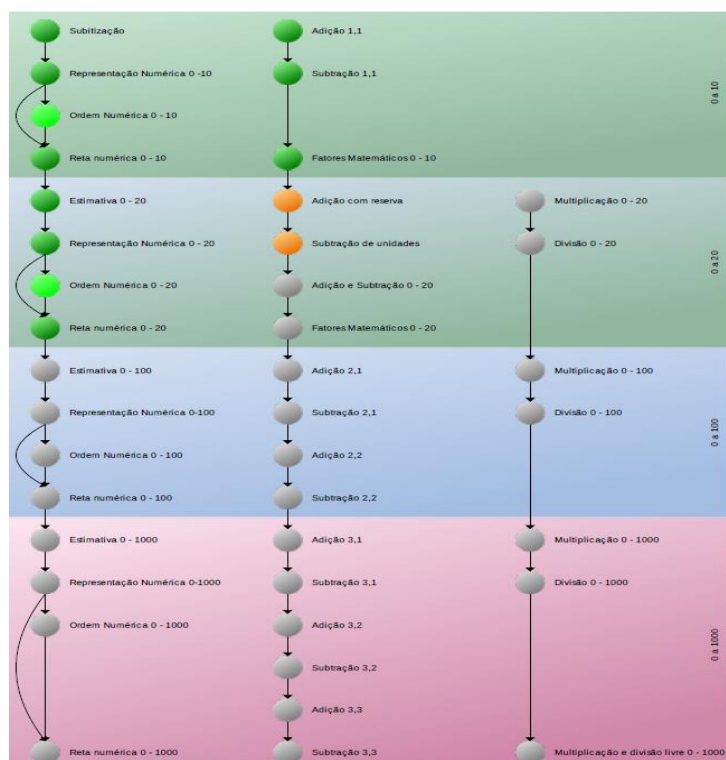 Subitização
Adição 1,1
Representação Numérica 0 -10
Subtração 1,1
Ordem Numérica 0 - 10
Reta numérica 0 - 10
Fatores Matemáticos 0 - 10
0 à 10
Estimativa 0 - 20
Adição com reserva
Multiplicação 0 - 20
Representação Numérica 0 - 20
Subtração de unidades
Divisão 0 - 20
Ordem Numérica 0 - 20
Adição e Subtração 0 - 20
Reta numérica 0 - 20
Fatores Matemáticos 0 - 20
0 à 20
Estimativa 0 - 100
Adição 2,1
Multiplicação 0 - 100
Representação Numérica 0-100
Subtração 2,1
Divisão 0 - 100
Ordem Numérica 0 - 100
Adição 2,2
Reta numérica 0 - 100
Subtração 2,2
0 à 100
Estimativa 0 - 1000
Adição 3,1
Multiplicação 0 - 1000
Representação Numérica 0-1000
Subtração 3,1
Divisão 0 - 1000
Ordem Numérica 0 - 1000
Adição 3,2
Subtração 3,2
Adição 3,3
Reta numérica 0 - 1000
Subtração 3,3
Multiplicação e divisão livre 0 - 1000
0 à 1000